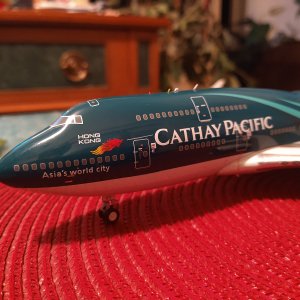 HONG
KONG
Asia's world city
CATHAY PACIFIC